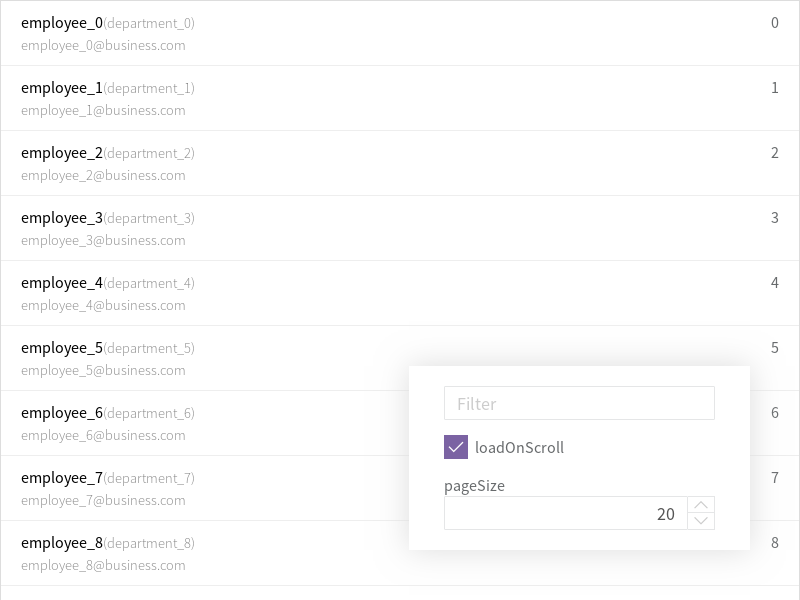 employee_0(department_0) 0
employee_0@business.com
employee_1(department_1) 1
employee_1@business.com
employee_2(department_2) 2
employee_2@business.com
employee_3(department_3) 3
employee_3@business.com
employee_4(department_4) 4
employee_4@business.com
employee_5(department_5) 5
employee_5@business.com
employee_6(department_6) 6
employee_6@business.com
employee_7(department_7) 7
employee_7@business.com
employee_8(department_8) 8
employee_8@business.com
Filter
loadOnScroll
pageSize
20